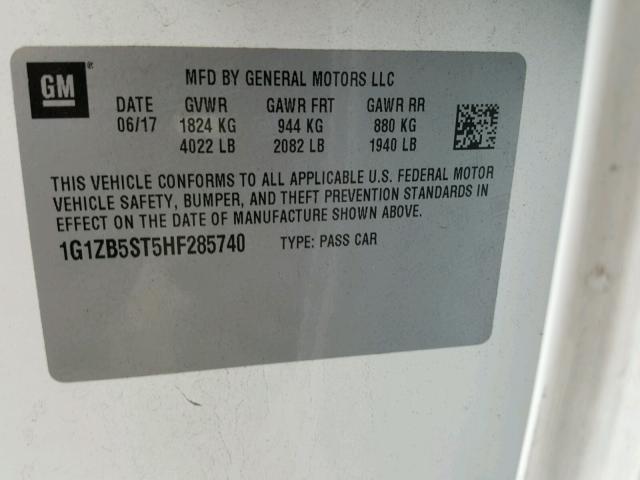 GM ®
MFD BY GENERAL MOTORS LLC
DATE GVWR GAWR FRT GAWR RR
06/17 1824 KG 944 KG 880 KG
4022 LB 2082 LB 1940 LB
THIS VEHICLE CONFORMS TO ALL APPLICABLE U.S. FEDERAL MOTOR
VEHICLE SAFETY, BUMPER, AND THEFT PREVENTION STANDARDS IN
EFFECT ON THE DATE OF MANUFACTURE SHOWN ABOVE.
1G1ZB5ST5HF285740 TYPE: PASS CAR